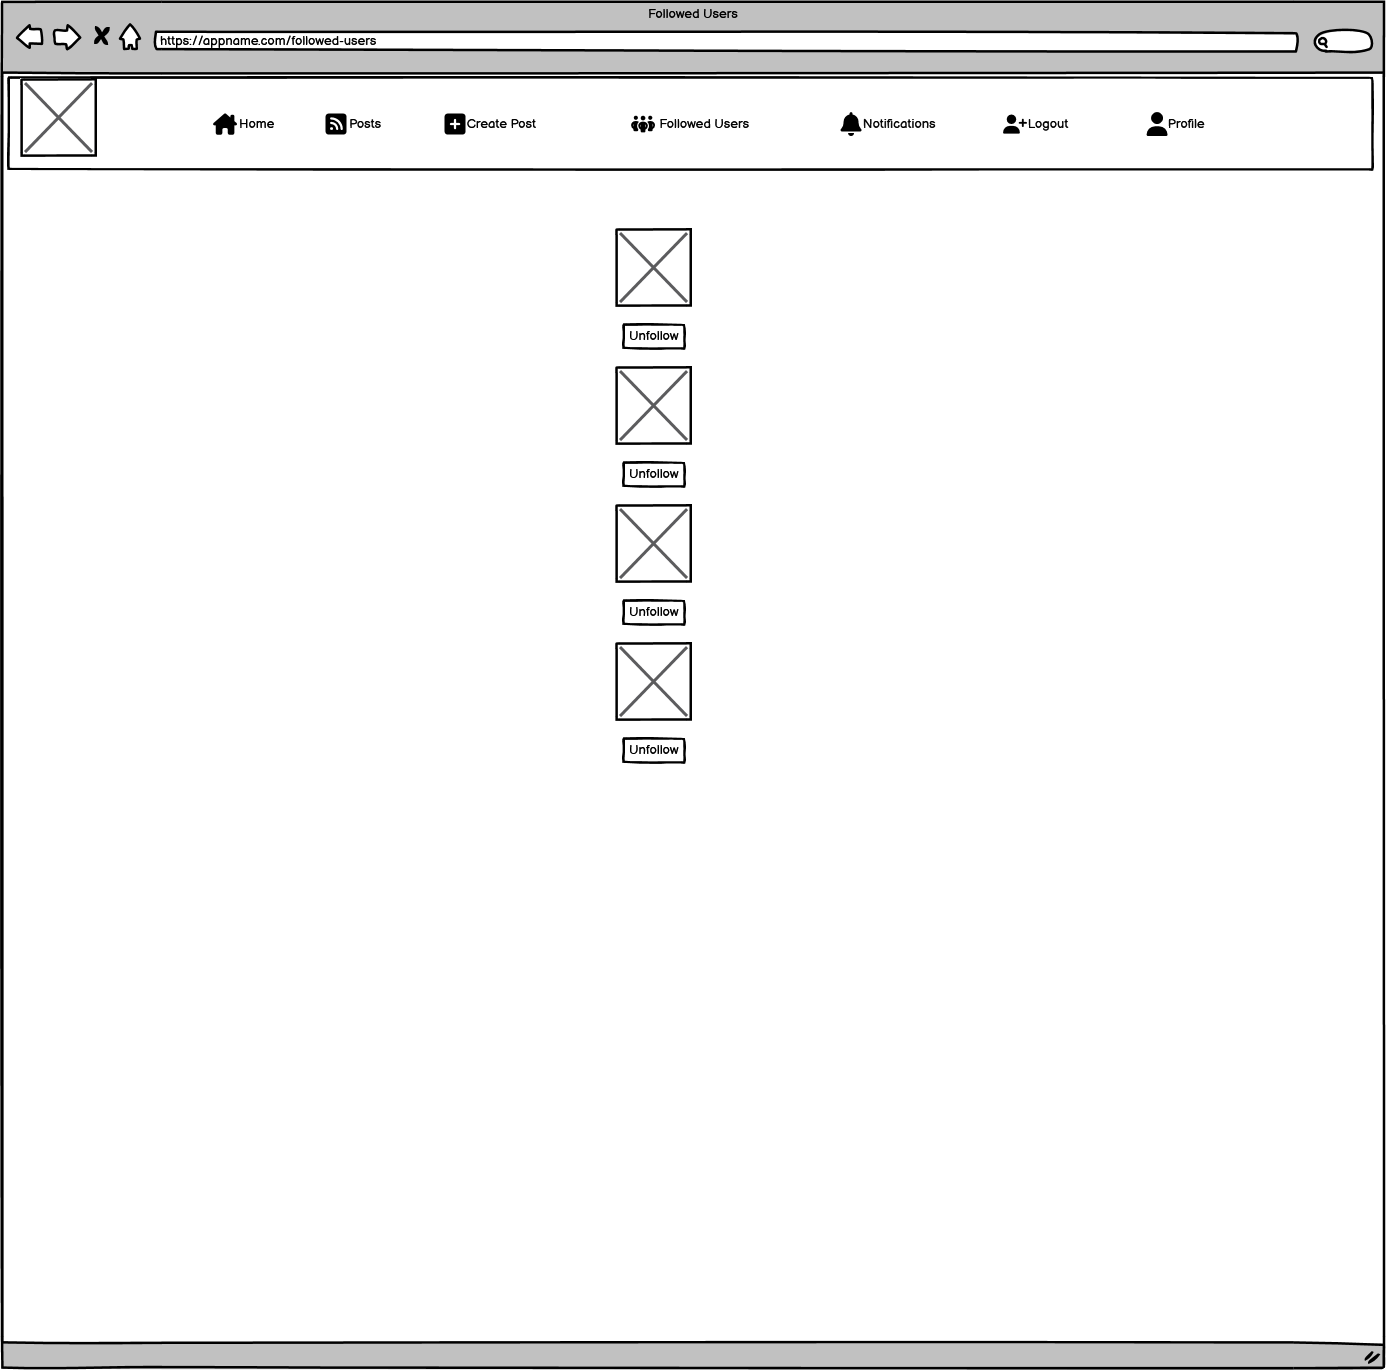 Followed Users
https://appname.com/followed-users
Home Posts Create Post Followed Users Notifications Logout Profile
Unfollow
Unfollow
Unfollow
Unfollow